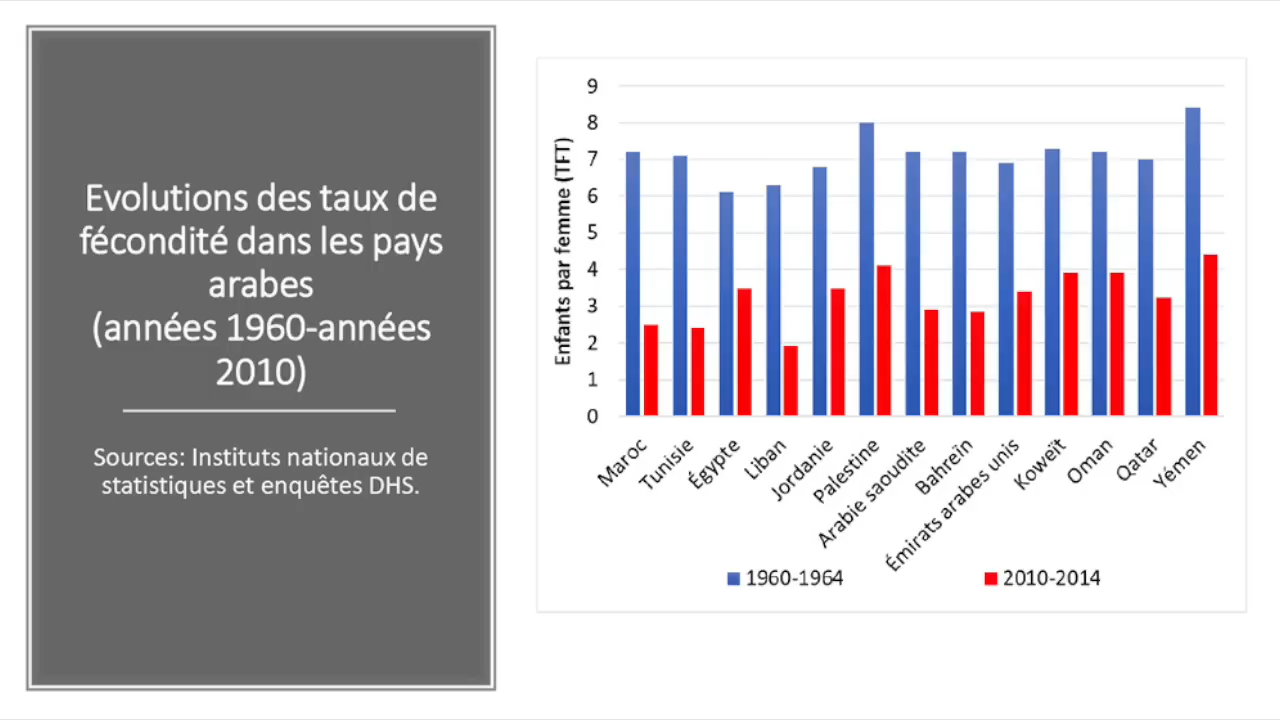 Evolutions des taux de
fécondité dans les pays
arabes
(années 1960-années
2010)
Sources: Instituts nationaux de
statistiques et enquêtes DHS.
Enfants par femme (TFT)
9
8
7
6
5
4
3
2
1
0
Maroc
Tunisie
Égypte
Liban
Jordanie
Palestine
Arabie saoudite
Bahreïn
Émirats arabes unis
Koweït
Oman
Qatar
Yémen
1960-1964
2010-2014